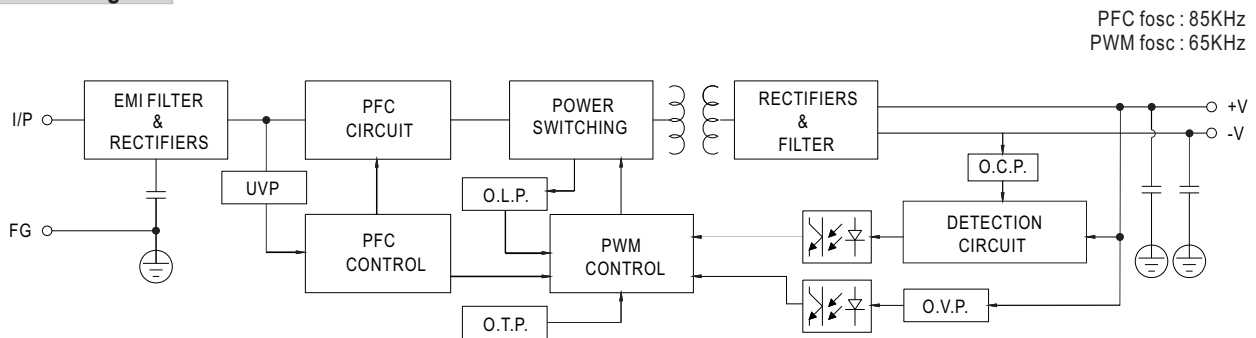 PFC fosc : 85KHz
PWM fosc : 65KHz
I/P
EMI FILTER
&
RECTIFIERS
PFC
CIRCUIT
POWER
SWITCHING
RECTIFIERS
&
FILTER
+V
-V
UVP
O.L.P.
O.C.P.
FG
PFC
CONTROL
PWM
CONTROL
DETECTION
CIRCUIT
O.T.P.
O.V.P.